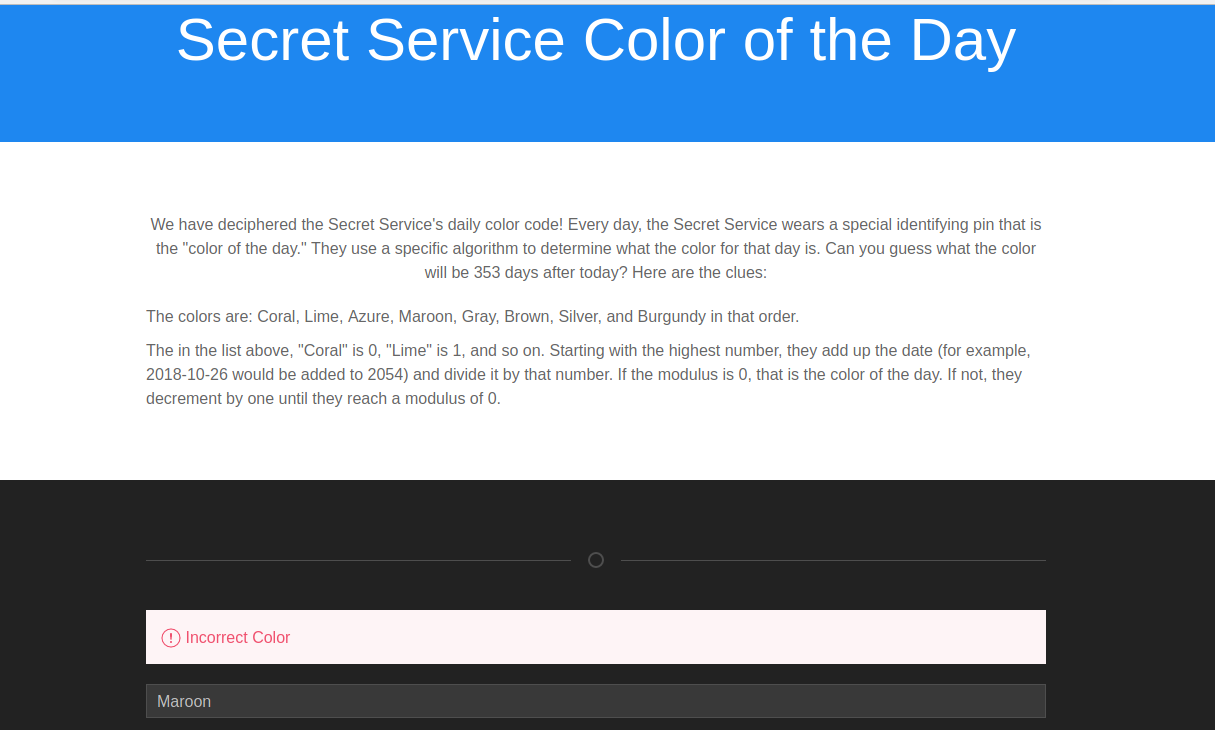 Secret Service Color of the Day
We have deciphered the Secret Service's daily color code! Every day, the Secret Service wears a special identifying pin that is
the "color of the day." They use a specific algorithm to determine what the color for that day is. Can you guess what the color
will be 353 days after today? Here are the clues:
The colors are: Coral, Lime, Azure, Maroon, Gray, Brown, Silver, and Burgundy in that order.
The in the list above, "Coral" is 0, "Lime" is 1, and so on. Starting with the highest number, they add up the date (for example,
2018-10-26 would be added to 2054) and divide it by that number. If the modulus is 0, that is the color of the day. If not, they
decrement by one until they reach a modulus of 0.
Incorrect Color
Maroon